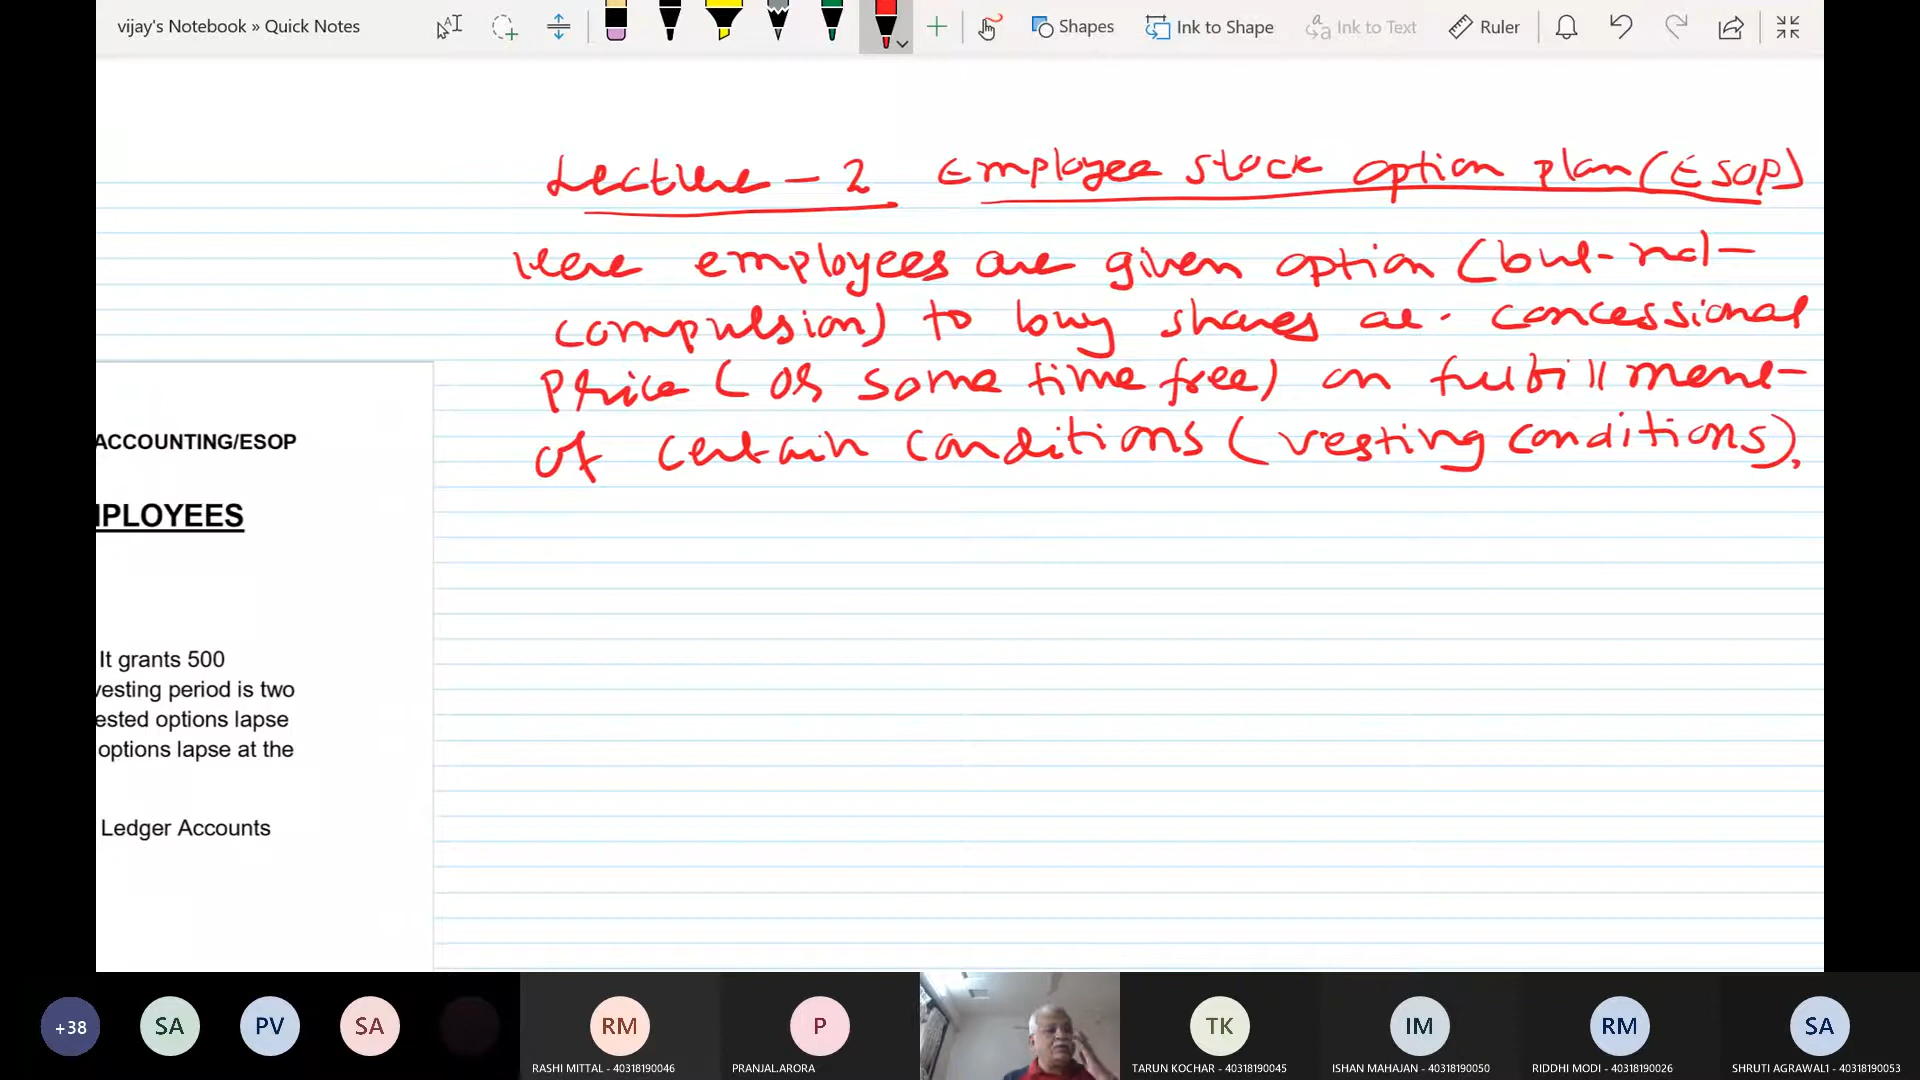 vijay's Notebook » Quick Notes
Shapes
Ink to Shape
Ink to Text
Ruler
Lecture - 2 Employee stock option plan (ESOP)
Here employees are given option (but not
compulsion) to buy shares at concessional
price (or some time free) on fulfillment
of certain conditions (vesting conditions).
ACCOUNTING/ESOP
MPLOYEES
It grants 500
vesting period is two
ested options lapse
options lapse at the
Ledger Accounts
+38
SA
PV
SA
RM
RASHI MITTAL - 40318190046
P
PRANJAL.ARORA
TK
TARUN KOCHAR - 40318190045
IM
ISHAN MAHAJAN - 40318190050
RM
RIDDHI MODI - 40318190026
SA
SHRUTI AGRAWAL1 - 40318190053